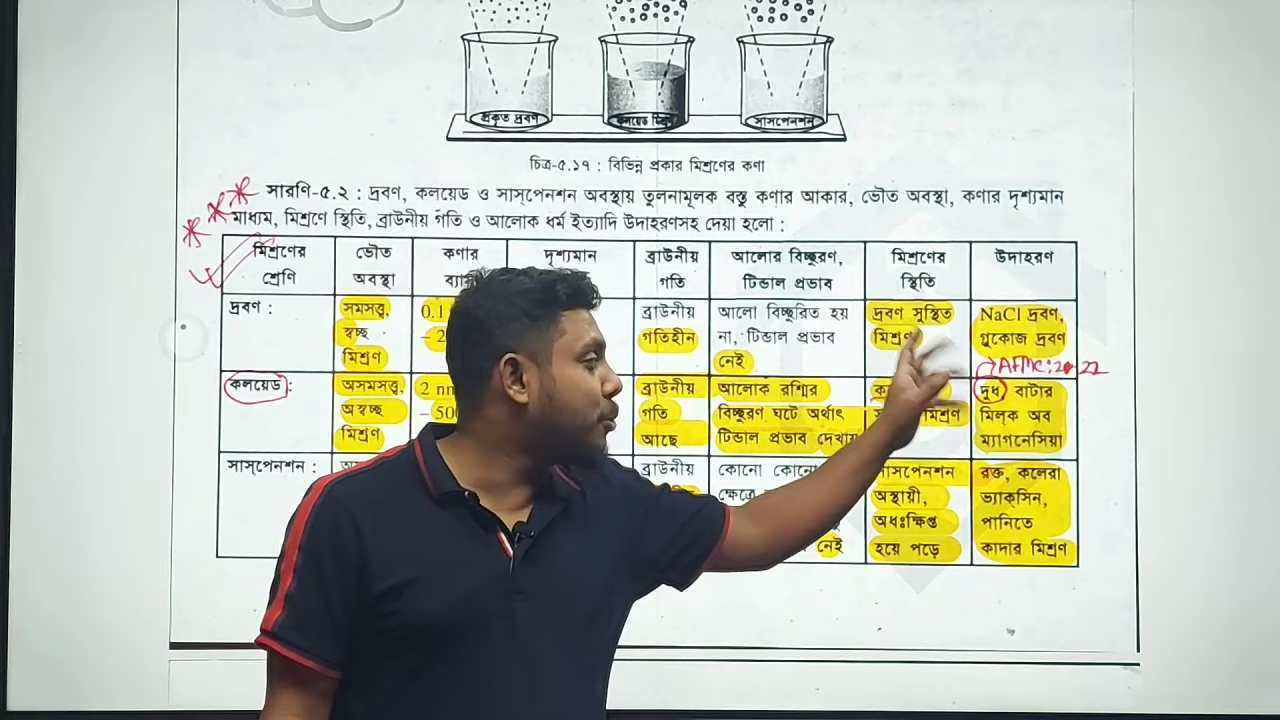 প্রকৃত দ্রবণ
সাসপেনশন
চিত্র-৫.১৭ : বিভিন্ন প্রকার মিশ্রণের কণা
সারণি-৫.২ : দ্রবণ, কলয়েড ও সাস্পেনশন অবস্থায় তুলনামূলক বস্তু কণার আকার, ভৌত অবস্থা, কণার দৃশ্যমান
মাধ্যম, মিশ্রণে স্থিতি, ব্রাউনীয় গতি ও আলোক ধর্ম ইত্যাদি উদাহরণসহ দেয়া হলো :
মিশ্রণের
শ্রেণি
ভৌত
অবস্থা
কণার
দৃশ্যমান
ব্রাউনীয়
গতি
আলোর বিচ্ছুরণ,
টিন্ডাল প্রভাব
মিশ্রণের
স্থিতি
উদাহরণ
দ্রবণ :
সমসত্ত্ব,
স্বচ্ছ
মিশ্রণ
0.1
ব্রাউনীয়
গতিহীন
আলো বিচ্ছুরিত হয়
না, টিন্ডাল প্রভাব
নেই
দ্রবণ সুস্থিত
NaCl দ্রবণ,
গ্লুকোজ দ্রবণ
AFMC:
কলয়েড :
অসমসত্ত্ব,
অস্বচ্ছ
মিশ্রণ
2 nm
ব্রাউনীয়
গতি
আছে
আলোক রশ্মির
বিচ্ছুরণ ঘটে অর্থাৎ
টিন্ডাল প্রভাব দেখায়
মিশ্রণ
দুধ বাটার
মিল্ক অব
ম্যাগনেসিয়া
সাস্পেনশন :
ব্রাউনীয়
কোনো কোনো
ক্ষেত্রে
নেই
সাসপেনশন
অস্থায়ী,
অধঃক্ষিপ্ত
হয়ে পড়ে
রক্ত, কলেরা
ভ্যাক্সিন,
পানিতে
কাদার মিশ্রণ